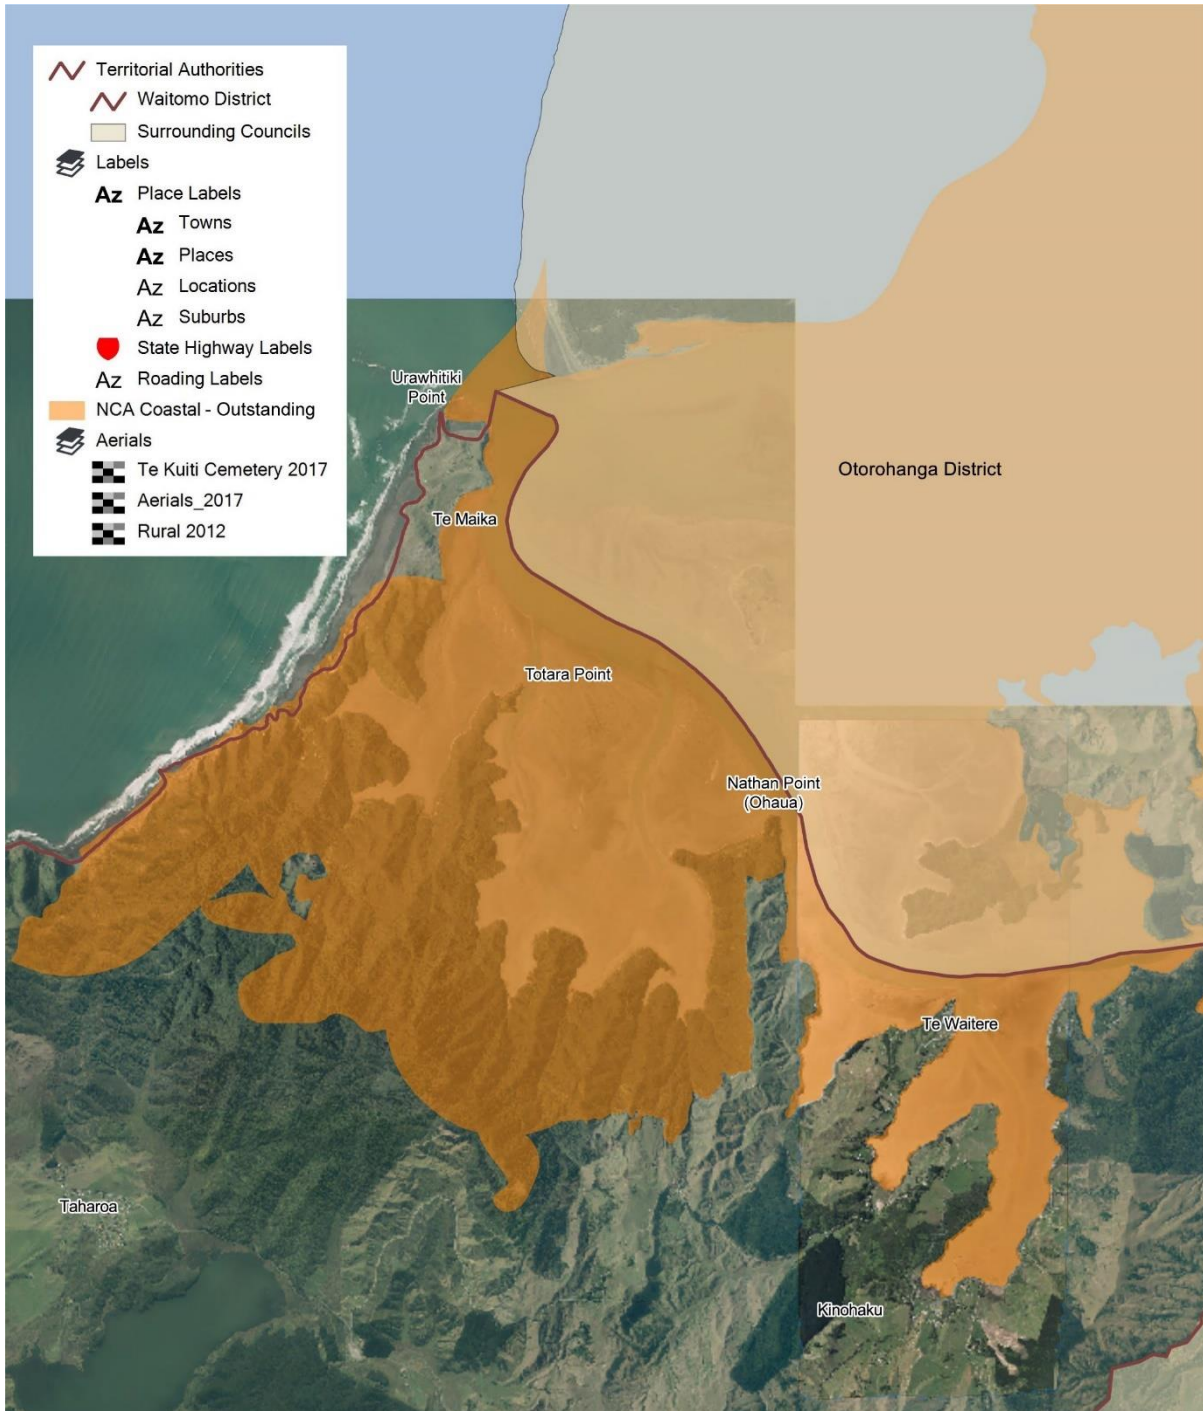 Territorial Authorities
Waitomo District
Surrounding Councils
Labels
Az Place Labels
Az Towns
Az Places
Az Locations
Az Suburbs
State Highway Labels
Az Roading Labels
NCA Coastal - Outstanding
Aerials
Te Kuiti Cemetery 2017
Aerials_2017
Rural 2012
Urawhitiki
Point
Otorohanga District
Te Maika
Totara Point
Nathan Point
(Ohaua)
Te Waitere
Taharoa
Kinohaku